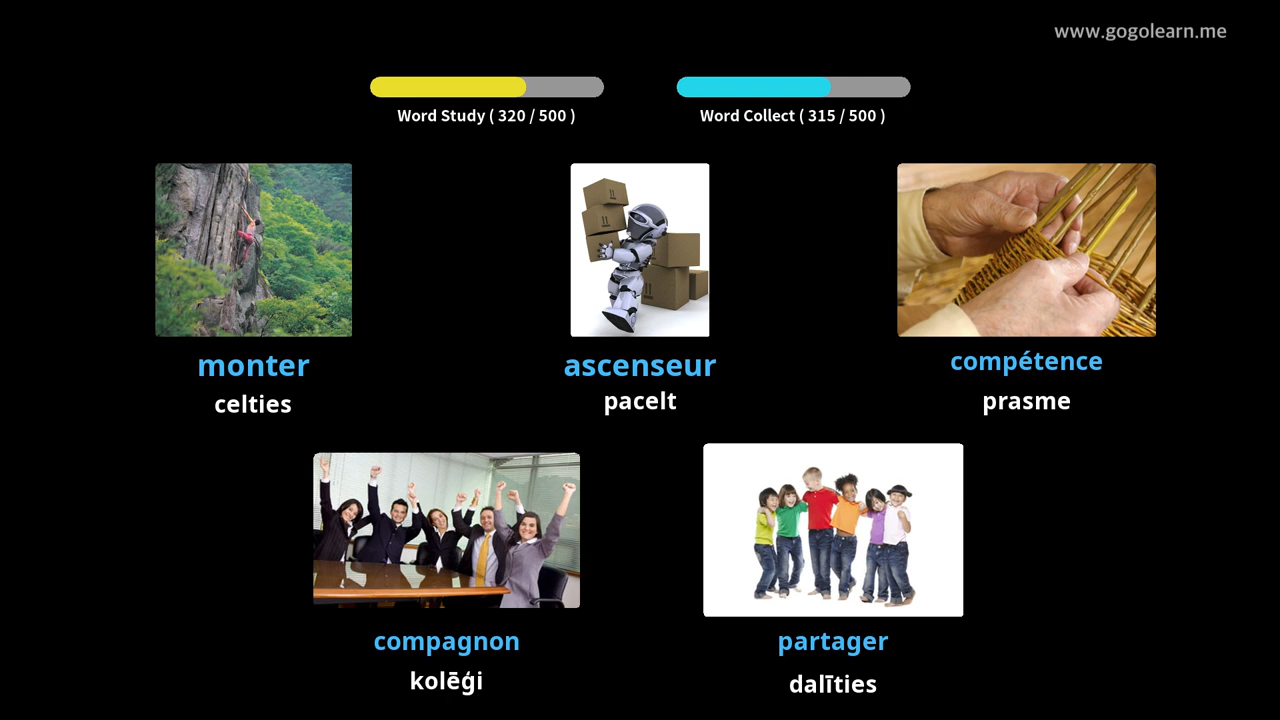 www.gogolearn.me
Word Study ( 320 / 500 )
Word Collect ( 315 / 500 )
monter
celties
ascenseur
pacelt
compétence
prasme
compagnon
kolēģi
partager
dalīties